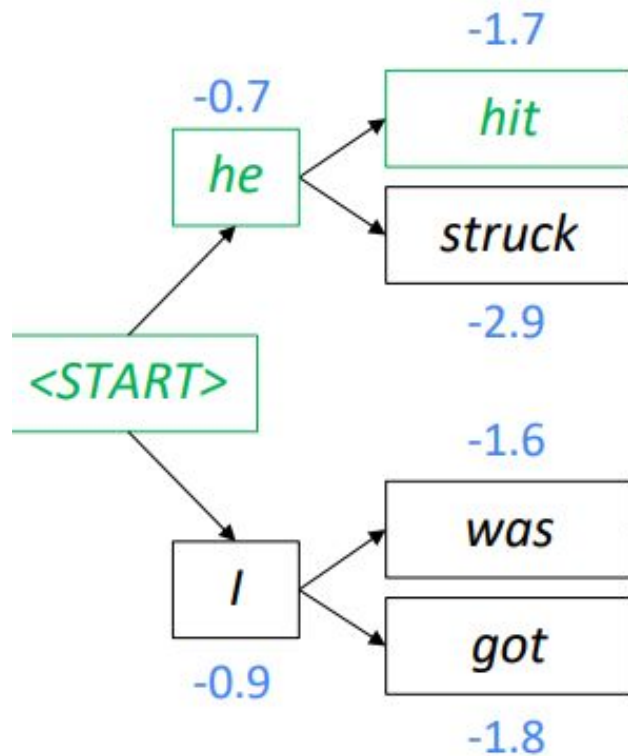 -1.7
-0.7
hit
he
struck
-2.9
<START>
-1.6
was
I
got
-0.9
-1.8